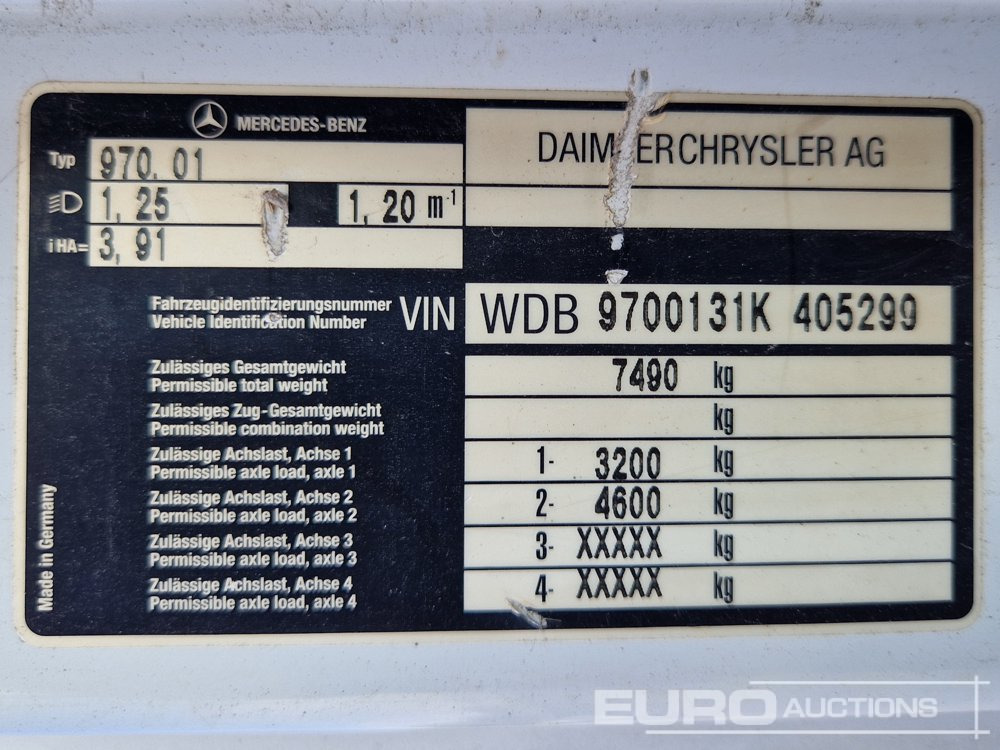 MERCEDES-BENZ
DAIMLERCHRYSLER AG
Typ 970. 01
1, 25 1, 20 m-1
i HA= 3, 91
Fahrzeugidentifizierungsnummer
Vehicle Identification Number
VIN WDB 9700131K 405299
Zulässiges Gesamtgewicht
Permissible total weight
7490 kg
Zulässiges Zug-Gesamtgewicht
Permissible combination weight
kg
Zulässige Achslast, Achse 1
Permissible axle load, axle 1
1- 3200 kg
Zulässige Achslast, Achse 2
Permissible axle load, axle 2
2- 4600 kg
Zulässige Achslast, Achse 3
Permissible axle load, axle 3
3- XXXXX kg
Zulässige Achslast, Achse 4
Permissible axle load, axle 4
4- XXXXX kg
Made in Germany
EURO AUCTIONS